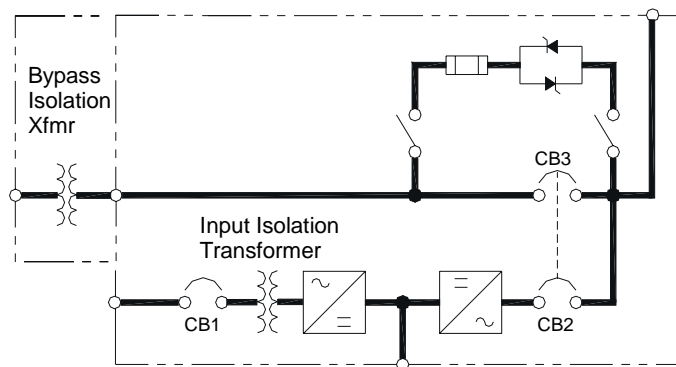 Bypass
Isolation
Xfmr
CB3
Input Isolation
Transformer
CB1
CB2